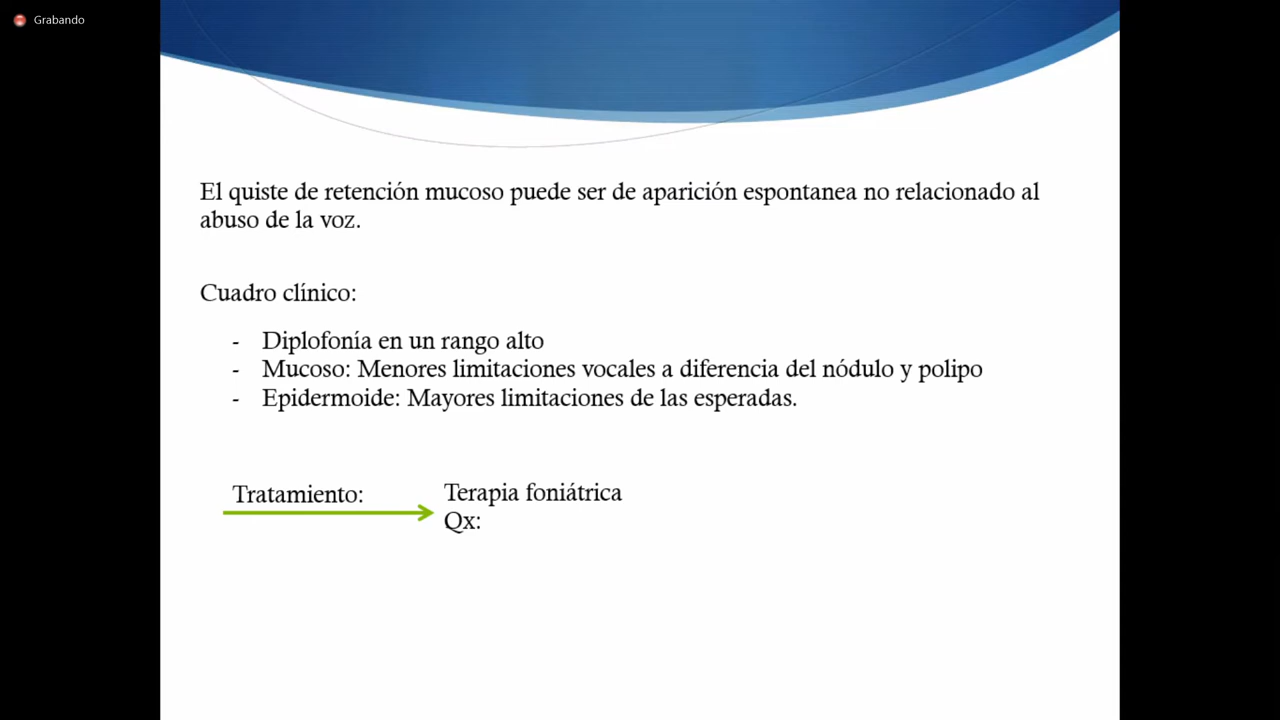 Grabando
El quiste de retención mucoso puede ser de aparición espontanea no relacionado al
abuso de la voz.
Cuadro clínico:
- Diplofonía en un rango alto
- Mucoso: Menores limitaciones vocales a diferencia del nódulo y polipo
- Epidermoide: Mayores limitaciones de las esperadas.
Tratamiento:
Terapia foniátrica
Qx: